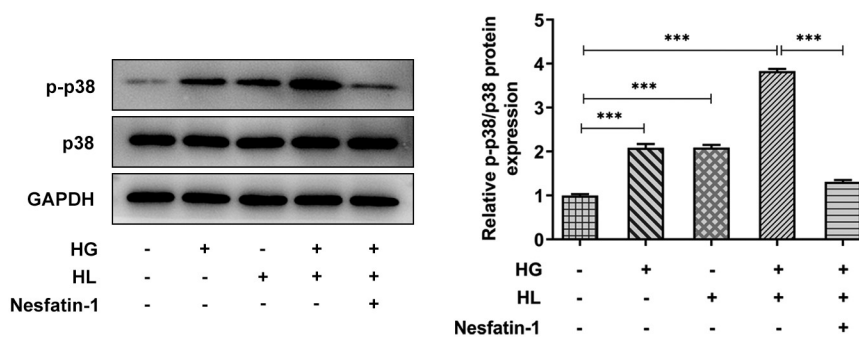 p-p38
p38
GAPDH
HG - + - + +
HL - - + + +
Nesfatin-1 - - - - +
Relative p-p38/p38 protein
expression
5
4
3
2
1
0
*** ***
***
***
HG - + - + +
HL - - + + +
Nesfatin-1 - - - - +